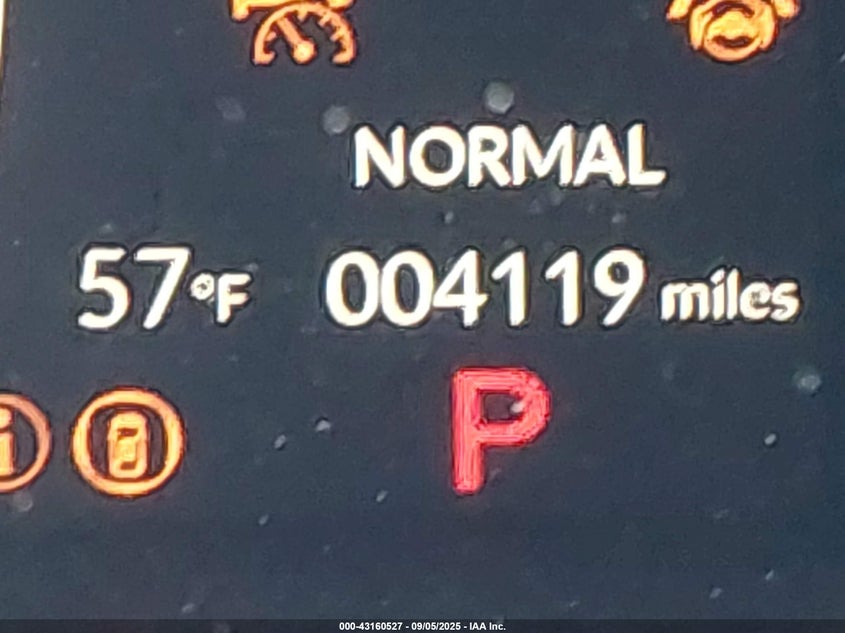 NORMAL
57°F 004119 miles
i
P
000-43160527 - 09/05/2025 - IAA Inc.